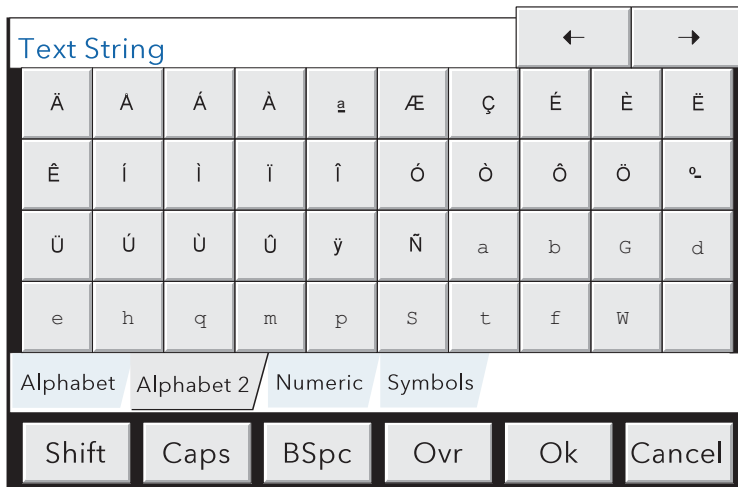 Text String ← →
Ä Å Á À ª Æ Ç É È Ë
Ê Í Ì Ï Î Ó Ò Ô Ö º
Ü Ú Ù Û ÿ Ñ a b G d
e h q m p S t f W
Alphabet Alphabet 2 Numeric Symbols
Shift Caps BSpc Ovr Ok Cancel